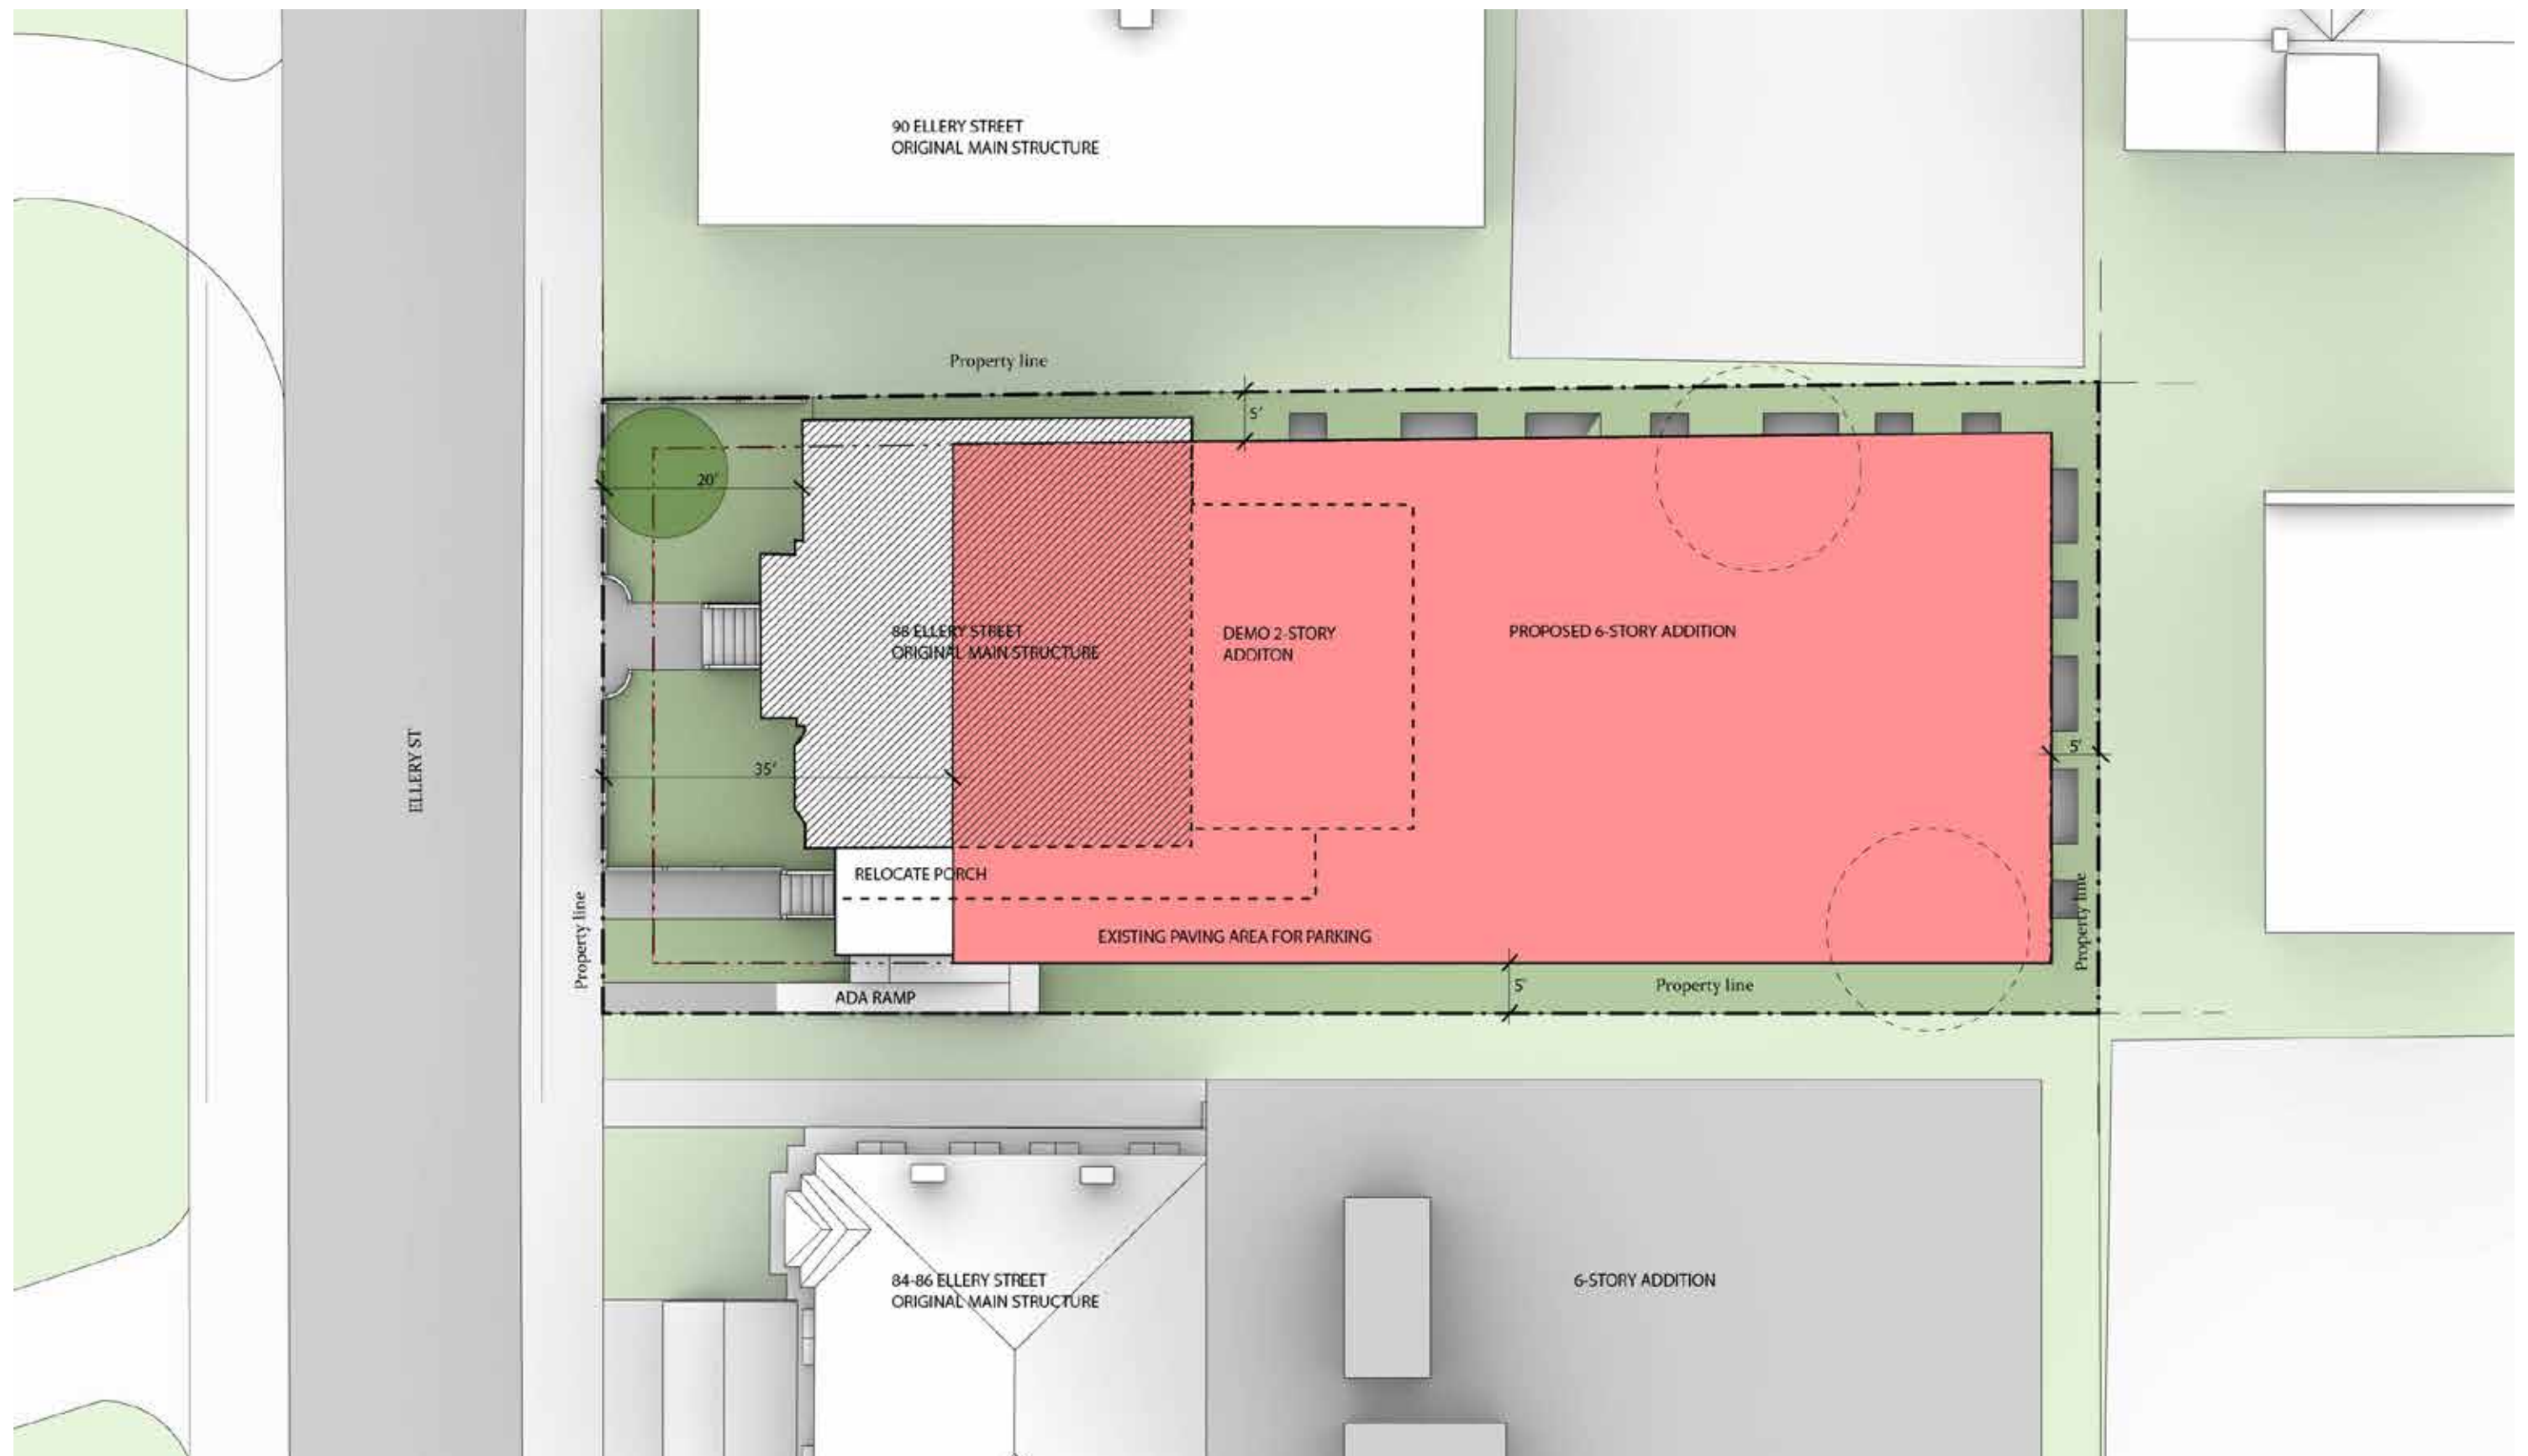 90 ELLERY STREET
ORIGINAL MAIN STRUCTURE
Property line
5'
20'
88 ELLERY STREET
ORIGINAL MAIN STRUCTURE
DEMO 2-STORY
ADDITON
PROPOSED 6-STORY ADDITION
5'
ELLERY ST
35'
RELOCATE PORCH
Property line
Property line
EXISTING PAVING AREA FOR PARKING
5'
Property line
ADA RAMP
84-86 ELLERY STREET
ORIGINAL MAIN STRUCTURE
6-STORY ADDITION